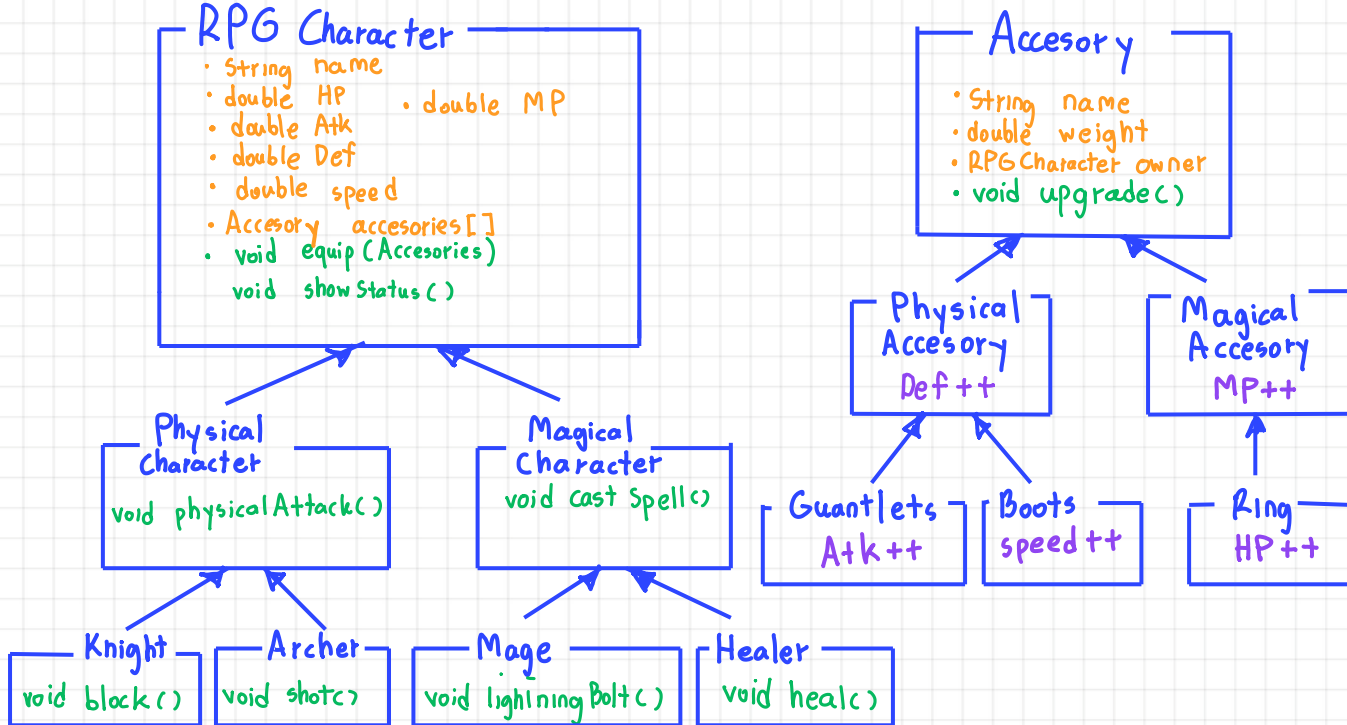 RPG Character
· String name
· double HP
· double MP
· double Atk
· double Def
· double speed
· Accesory accesories[]
· void equip(Accesories)
void showStatus()
Accesory
· String name
· double weight
· RPGCharacter owner
· void upgrade()
Physical
Character
void physicalAttack()
Magical
Character
void cast Spell()
Physical
Accesory
Def++
Magical
Accesory
MP++
Guantlets
Atk++
Boots
speed++
Ring
HP++
Knight
void block()
Archer
void shot()
Mage
void lighlningBolt()
Healer
void heal()